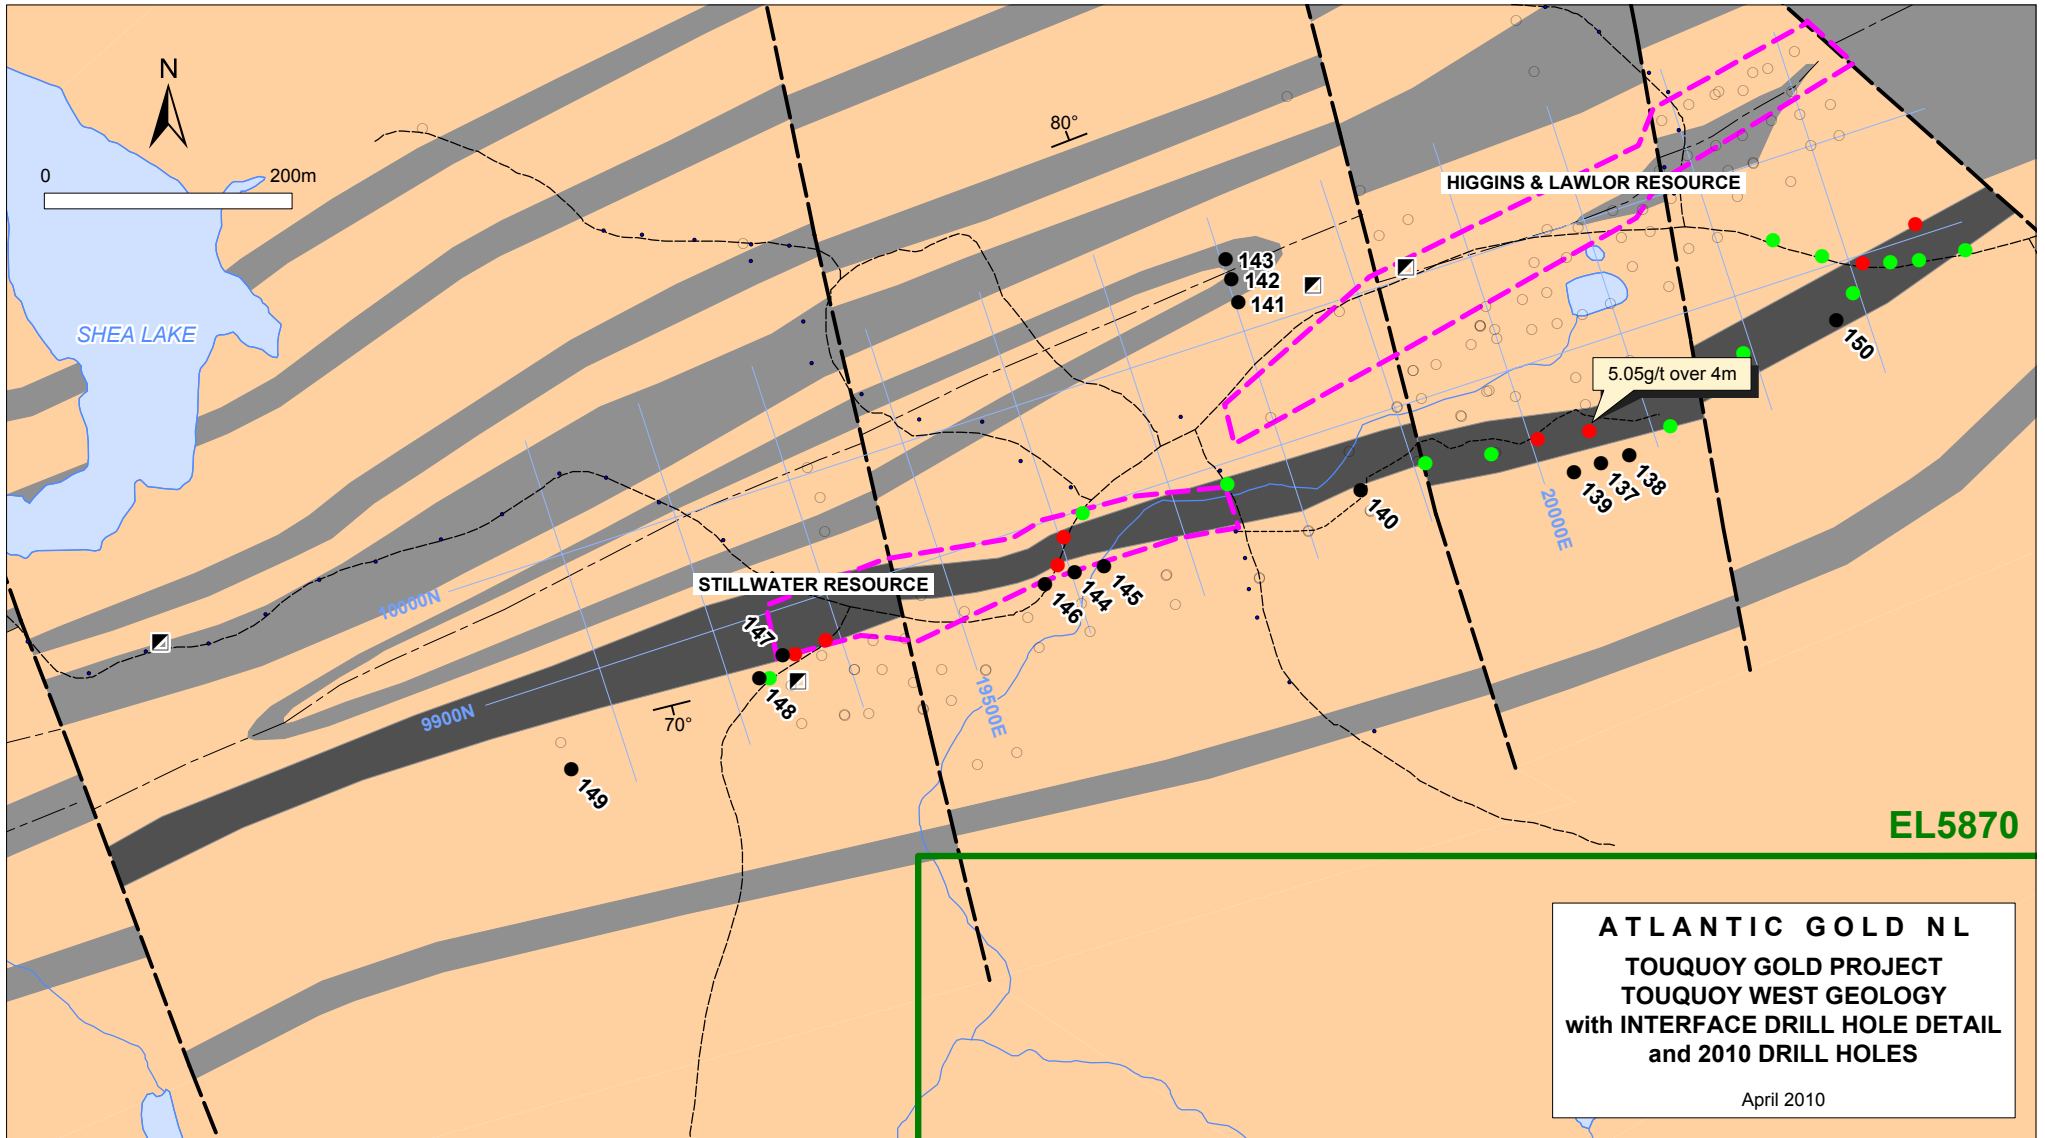 N
0 200m
SHEA LAKE
80°
HIGGINS & LAWLOR RESOURCE
143
142
141
150
5.05g/t over 4m
138
137
139
140
20000E
STILLWATER RESOURCE
10000N
145
144
146
147
148
19500E
9900N
70°
149
EL5870
ATLANTIC GOLD NL
TOUQUOY GOLD PROJECT
TOUQUOY WEST GEOLOGY
with INTERFACE DRILL HOLE DETAIL
and 2010 DRILL HOLES
April 2010